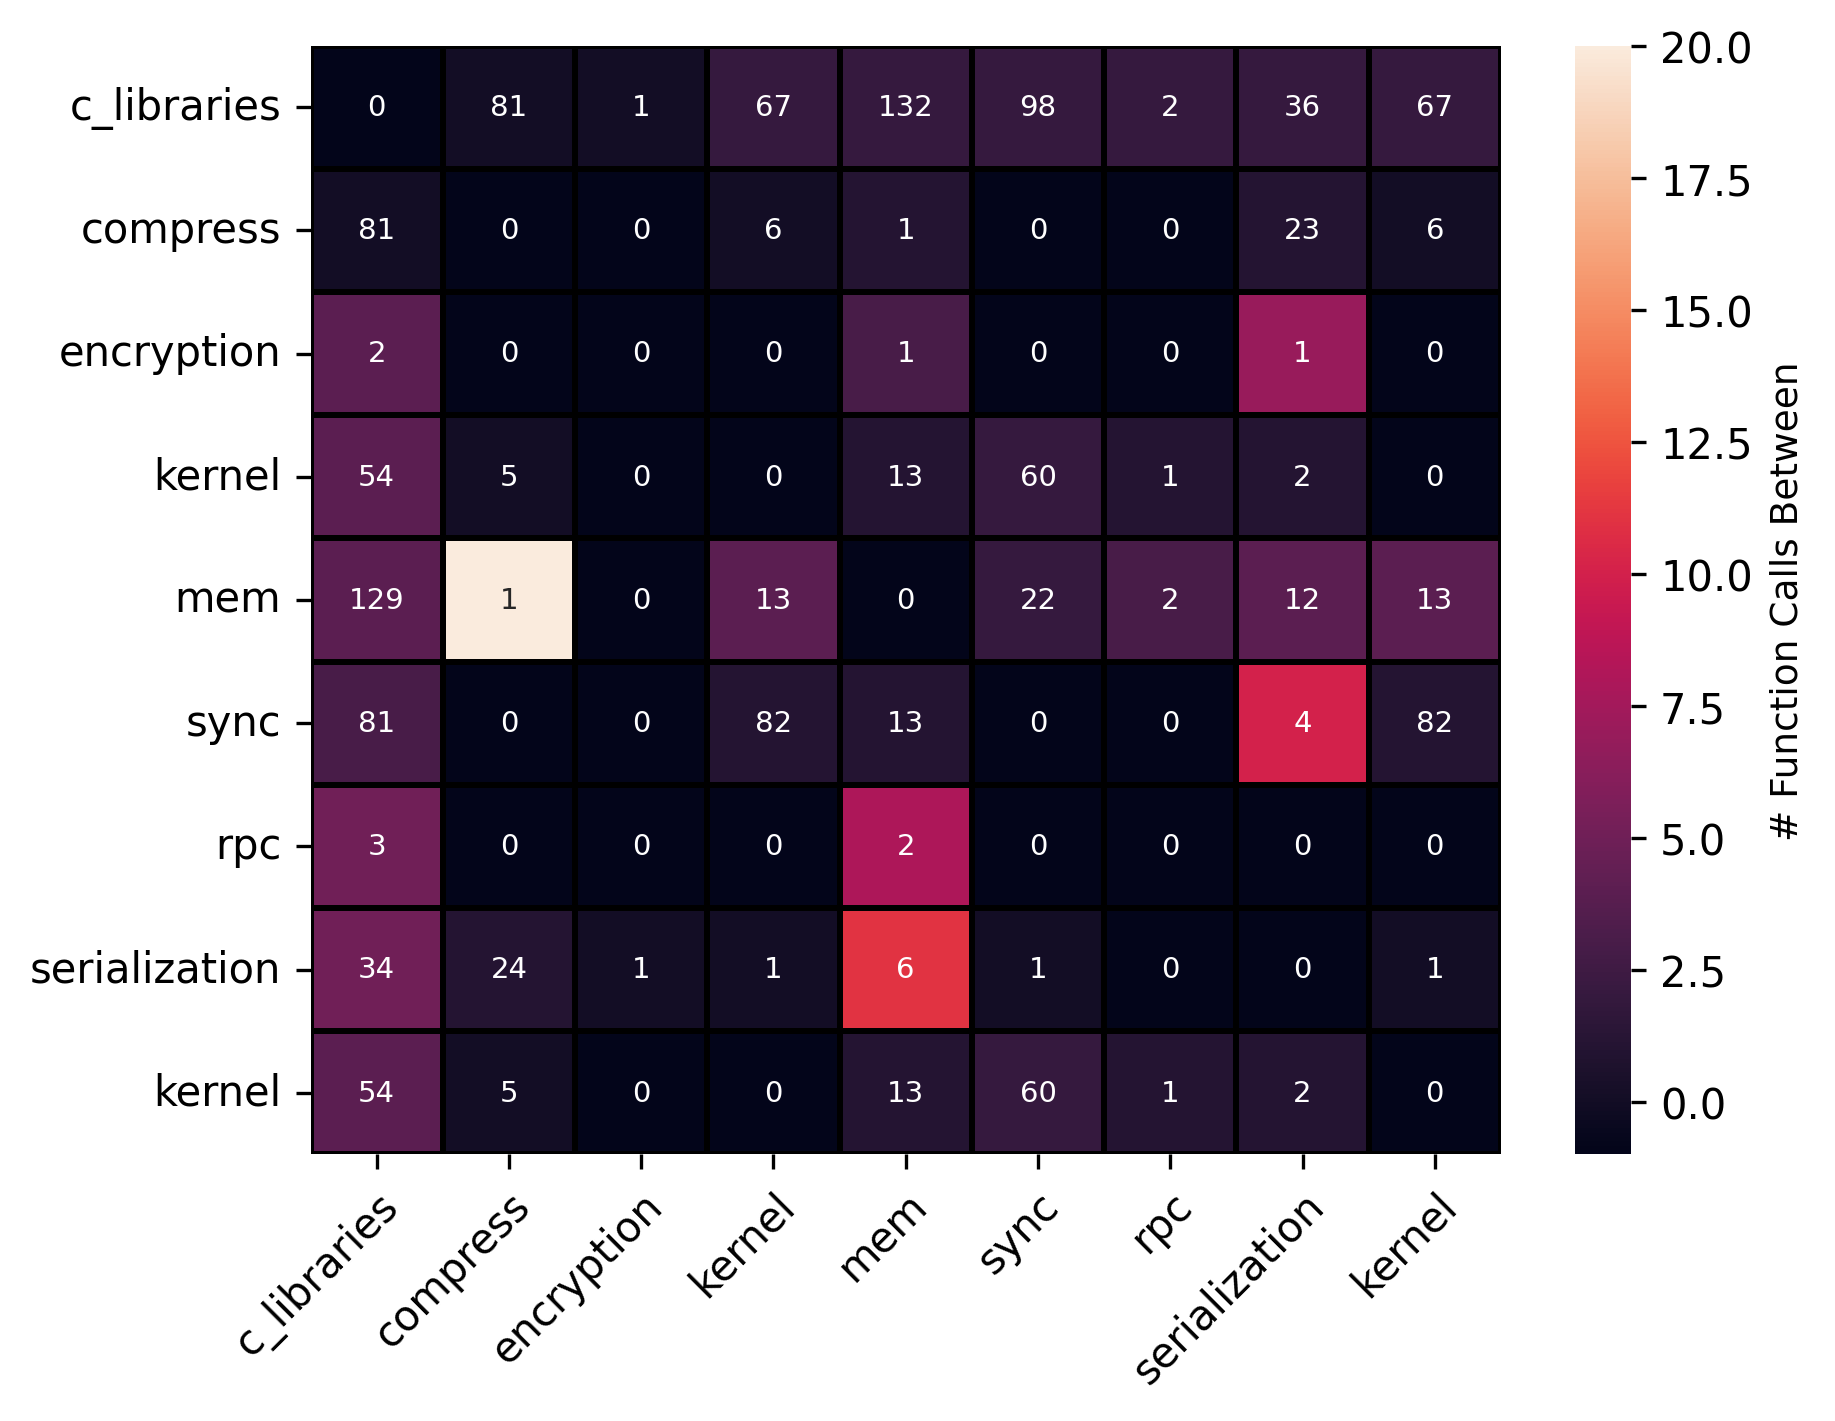 c_libraries 0 81 1 67 132 98 2 36 67
compress 81 0 0 6 1 0 0 23 6
encryption 2 0 0 0 1 0 0 1 0
kernel 54 5 0 0 13 60 1 2 0
mem 129 1 0 13 0 22 2 12 13
sync 81 0 0 82 13 0 0 4 82
rpc 3 0 0 0 2 0 0 0 0
serialization 34 24 1 1 6 1 0 0 1
kernel 54 5 0 0 13 60 1 2 0
c_libraries compress encryption kernel mem sync rpc serialization kernel
20.0
17.5
15.0
12.5
10.0
7.5
5.0
2.5
0.0
# Function Calls Between